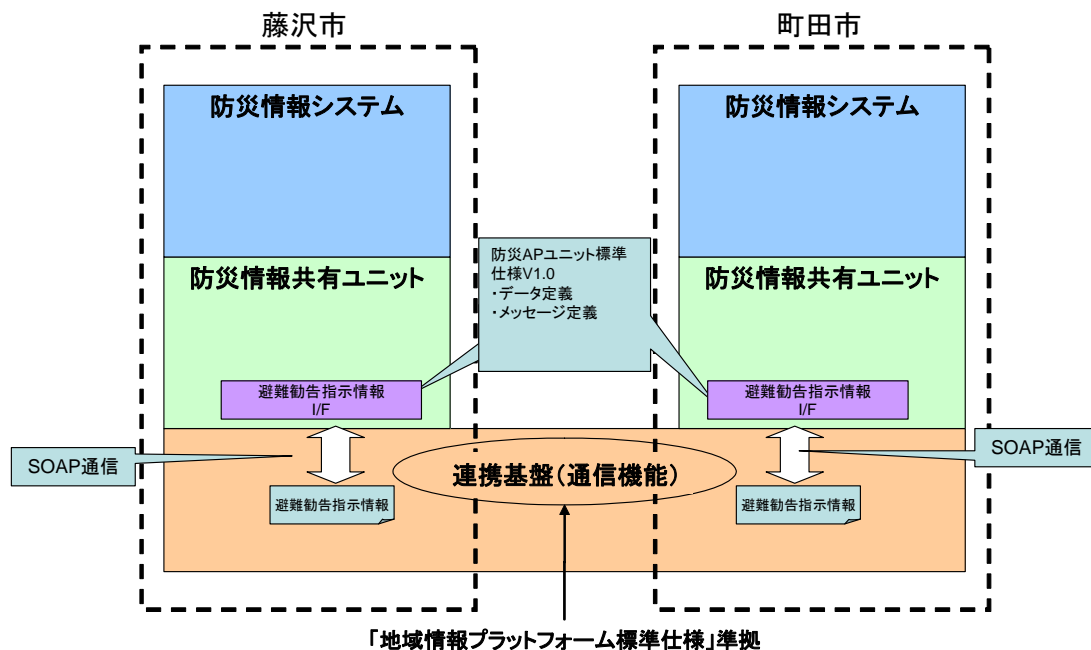 藤沢市
町田市
防災情報システム
防災情報システム
防災APユニット標準
仕様V1.0
・データ定義
・メッセージ定義
防災情報共有ユニット
防災情報共有ユニット
避難勧告指示情報
I/F
避難勧告指示情報
I/F
SOAP通信
SOAP通信
連携基盤(通信機能)
避難勧告指示情報
避難勧告指示情報
「地域情報プラットフォーム標準仕様」準拠